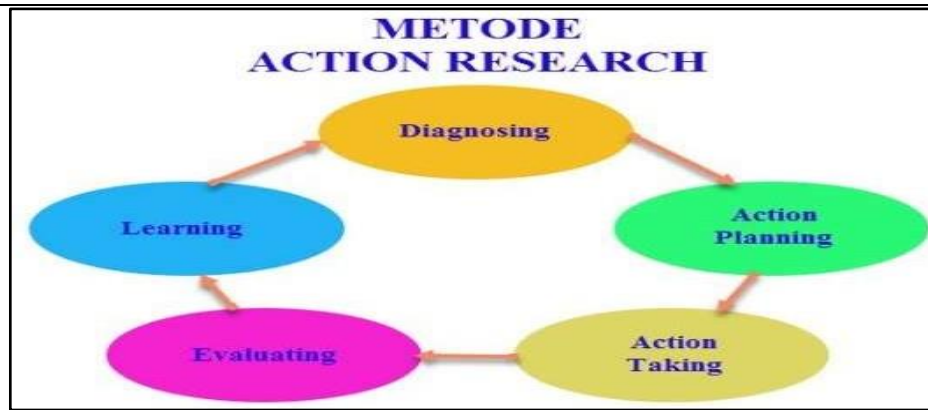 METODE
ACTION RESEARCH
Diagnosing
Action
Planning
Action
Taking
Evaluating
Learning